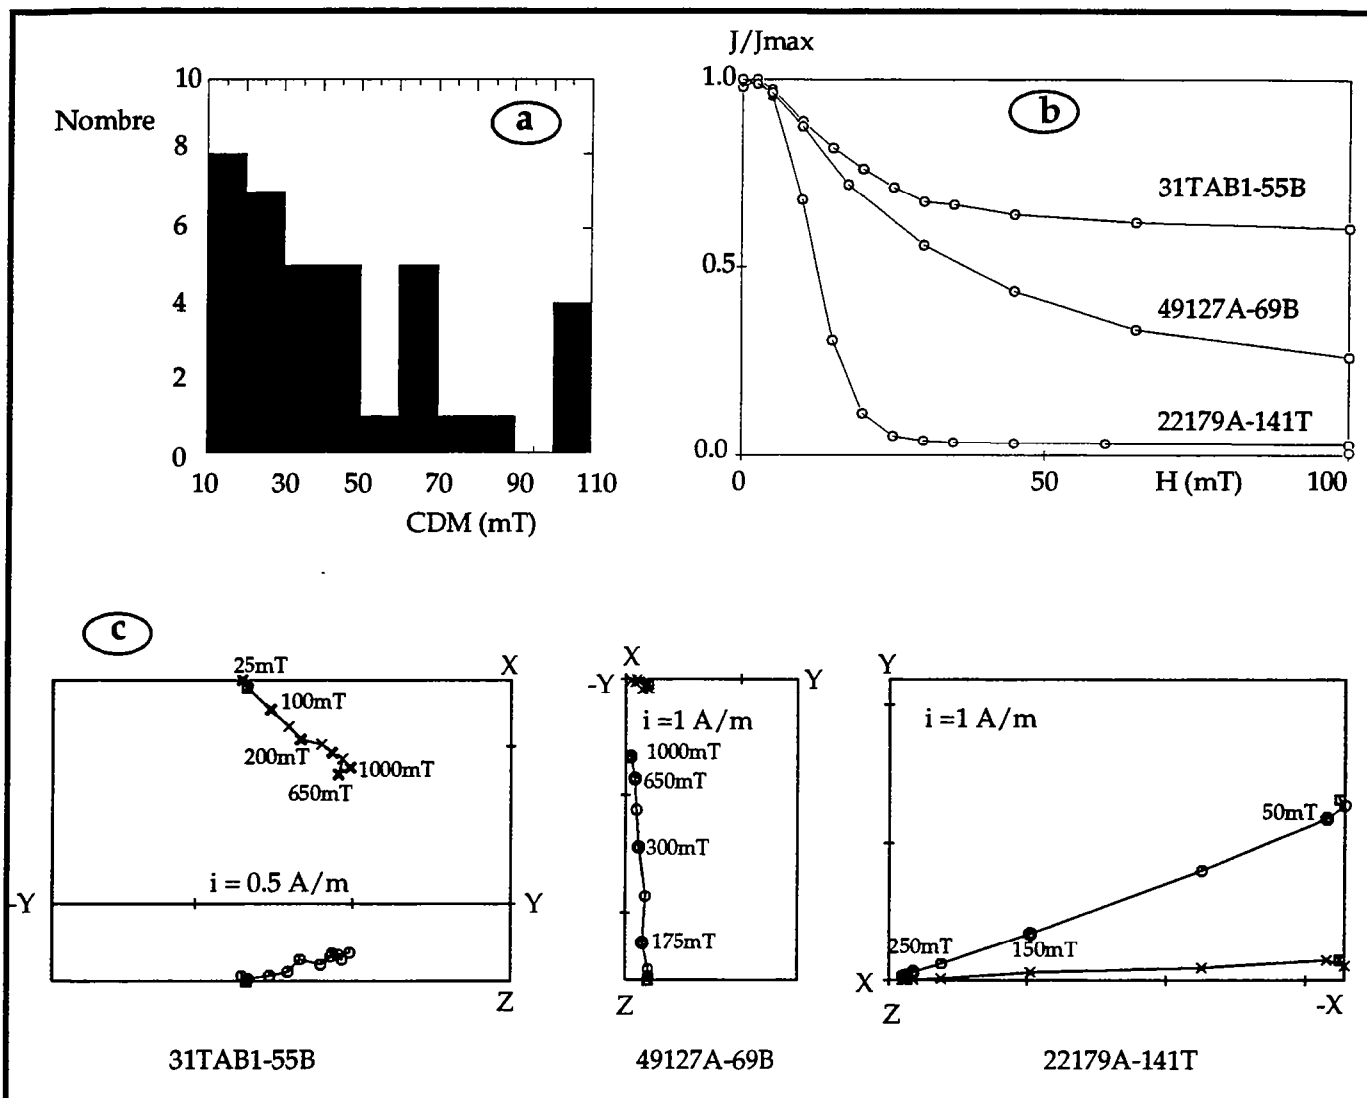 a
Nombre
10
8
6
4
2
0
10 30 50 70 90 110
CDM (mT)
b
J/Jmax
1.0
0.5
0.0
31TAB1-55B
49127A-69B
22179A-141T
0 50 H (mT) 100
c
25mT
X
100mT
200mT
1000mT
650mT
i = 0.5 A/m
-Y Y
Z
31TAB1-55B
X
-Y Y
i =1 A/m
1000mT
650mT
300mT
175mT
Z
49127A-69B
Y
i =1 A/m
50mT
250mT
150mT
X
Z
-X
22179A-141T